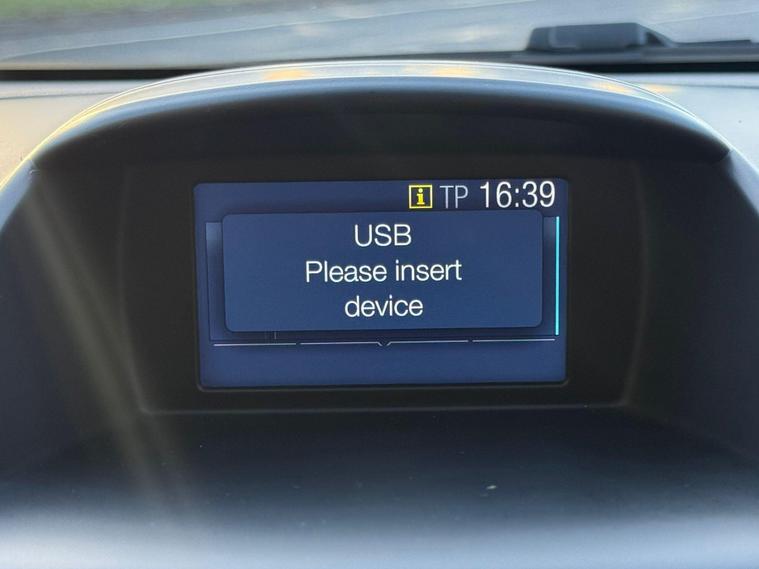 i TP 16:39
USB
Please insert
device